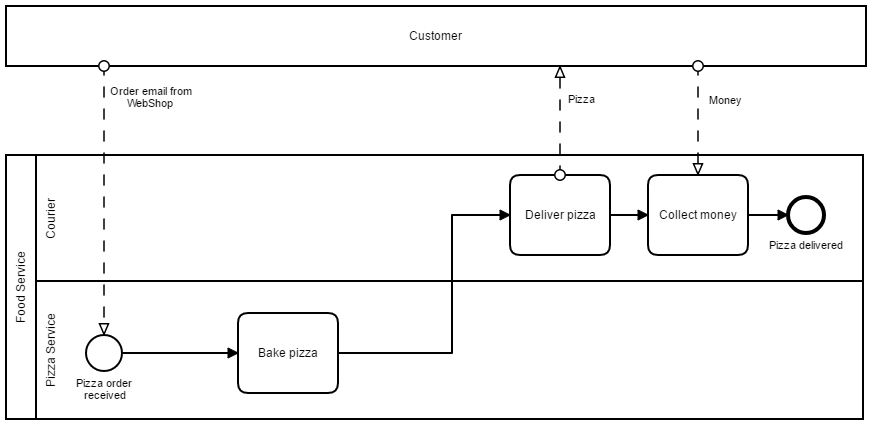 Customer
Order email from
WebShop
Pizza
Money
Food Service
Courier
Deliver pizza
Collect money
Pizza delivered
Pizza Service
Bake pizza
Pizza order
received